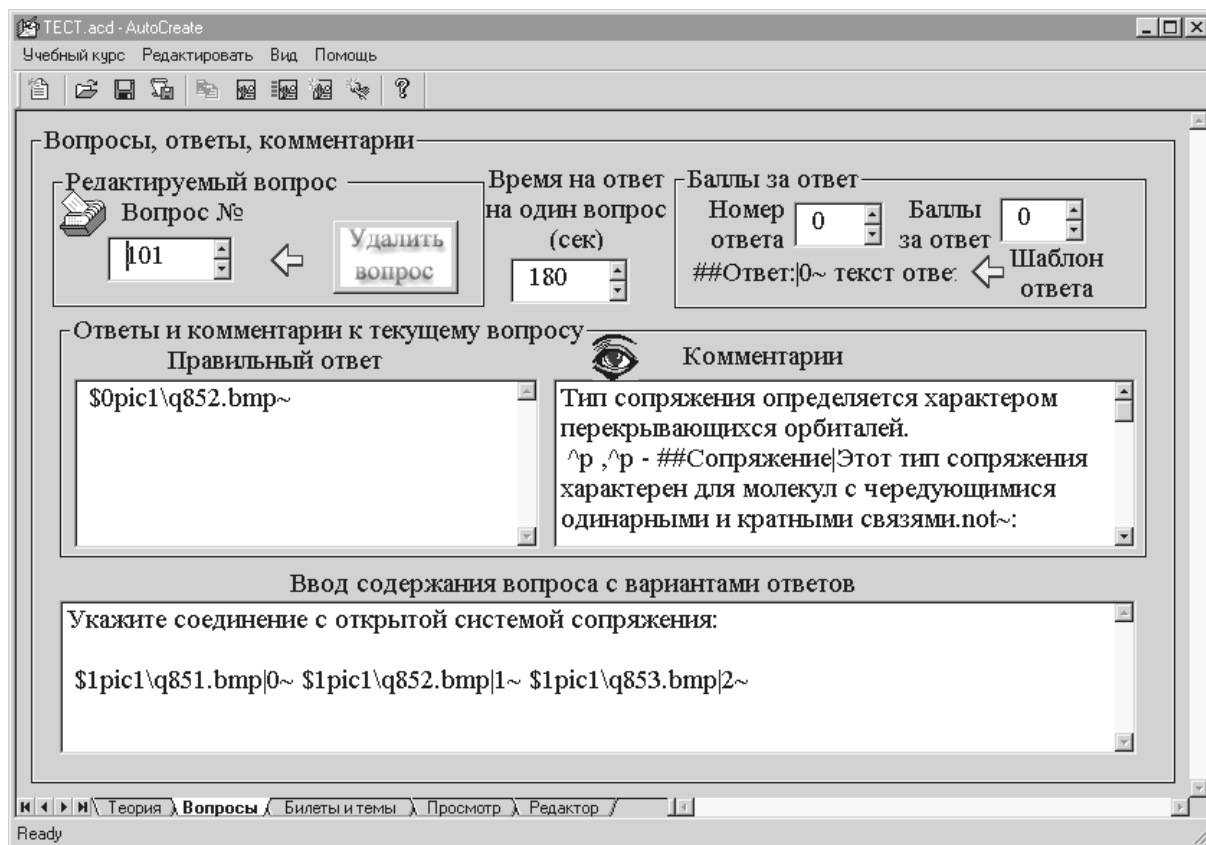 ТЕСТ.acd - AutoCreate
Учебный курс Редактировать Вид Помощь
Вопросы, ответы, комментарии
Редактируемый вопрос
Вопрос №
101
Удалить
вопрос
Время на ответ
на один вопрос
(сек)
180
Баллы за ответ
Номер
ответа
0
Баллы
за ответ
0
##Ответ:|0~ текст отве
Шаблон
ответа
Ответы и комментарии к текущему вопросу
Правильный ответ
Комментарии
$0pic1\q852.bmp~
Тип сопряжения определяется характером
перекрывающихся орбиталей.
^p ,^p - ##Сопряжение|Этот тип сопряжения
характерен для молекул с чередующимися
одинарными и кратными связями.not~:
Ввод содержания вопроса с вариантами ответов
Укажите соединение с открытой системой сопряжения:
$1pic1\q851.bmp|0~ $1pic1\q852.bmp|1~ $1pic1\q853.bmp|2~
Теория Вопросы Билеты и темы Просмотр Редактор
Ready